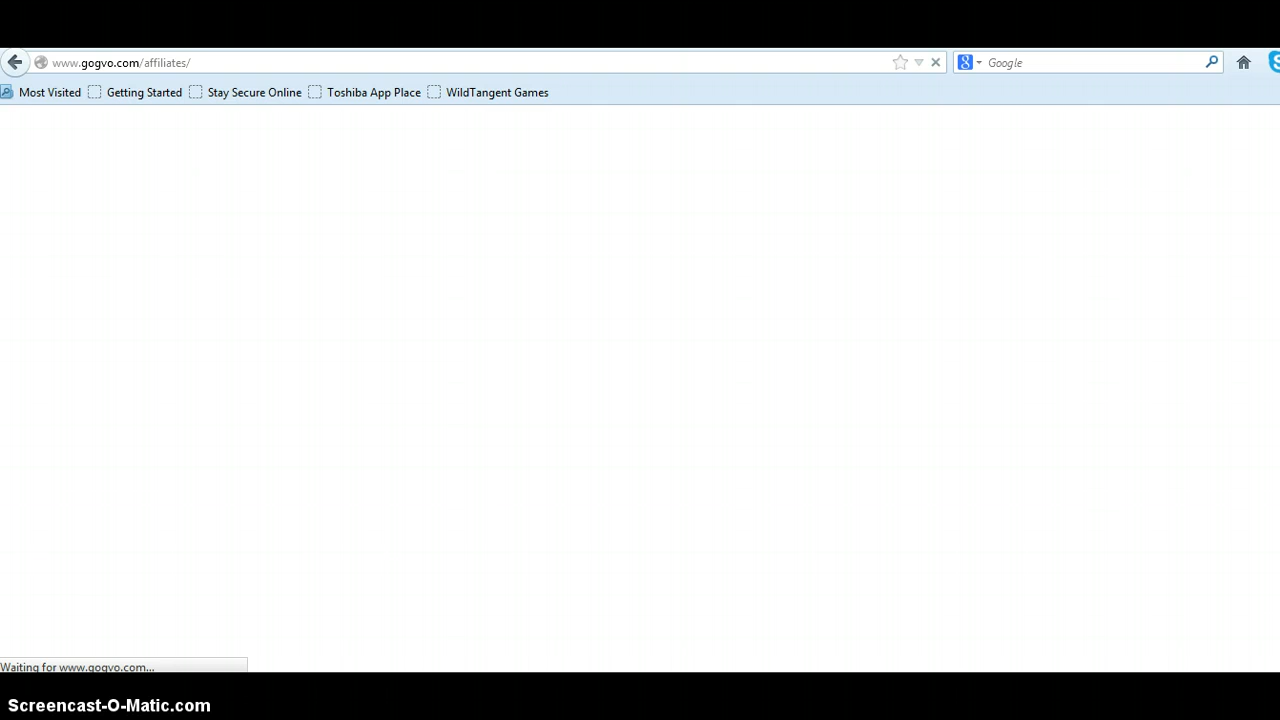 www.gogvo.com/affiliates/
Google
Most Visited Getting Started Stay Secure Online Toshiba App Place WildTangent Games
Waiting for www.gogvo.com...
Screencast-O-Matic.com